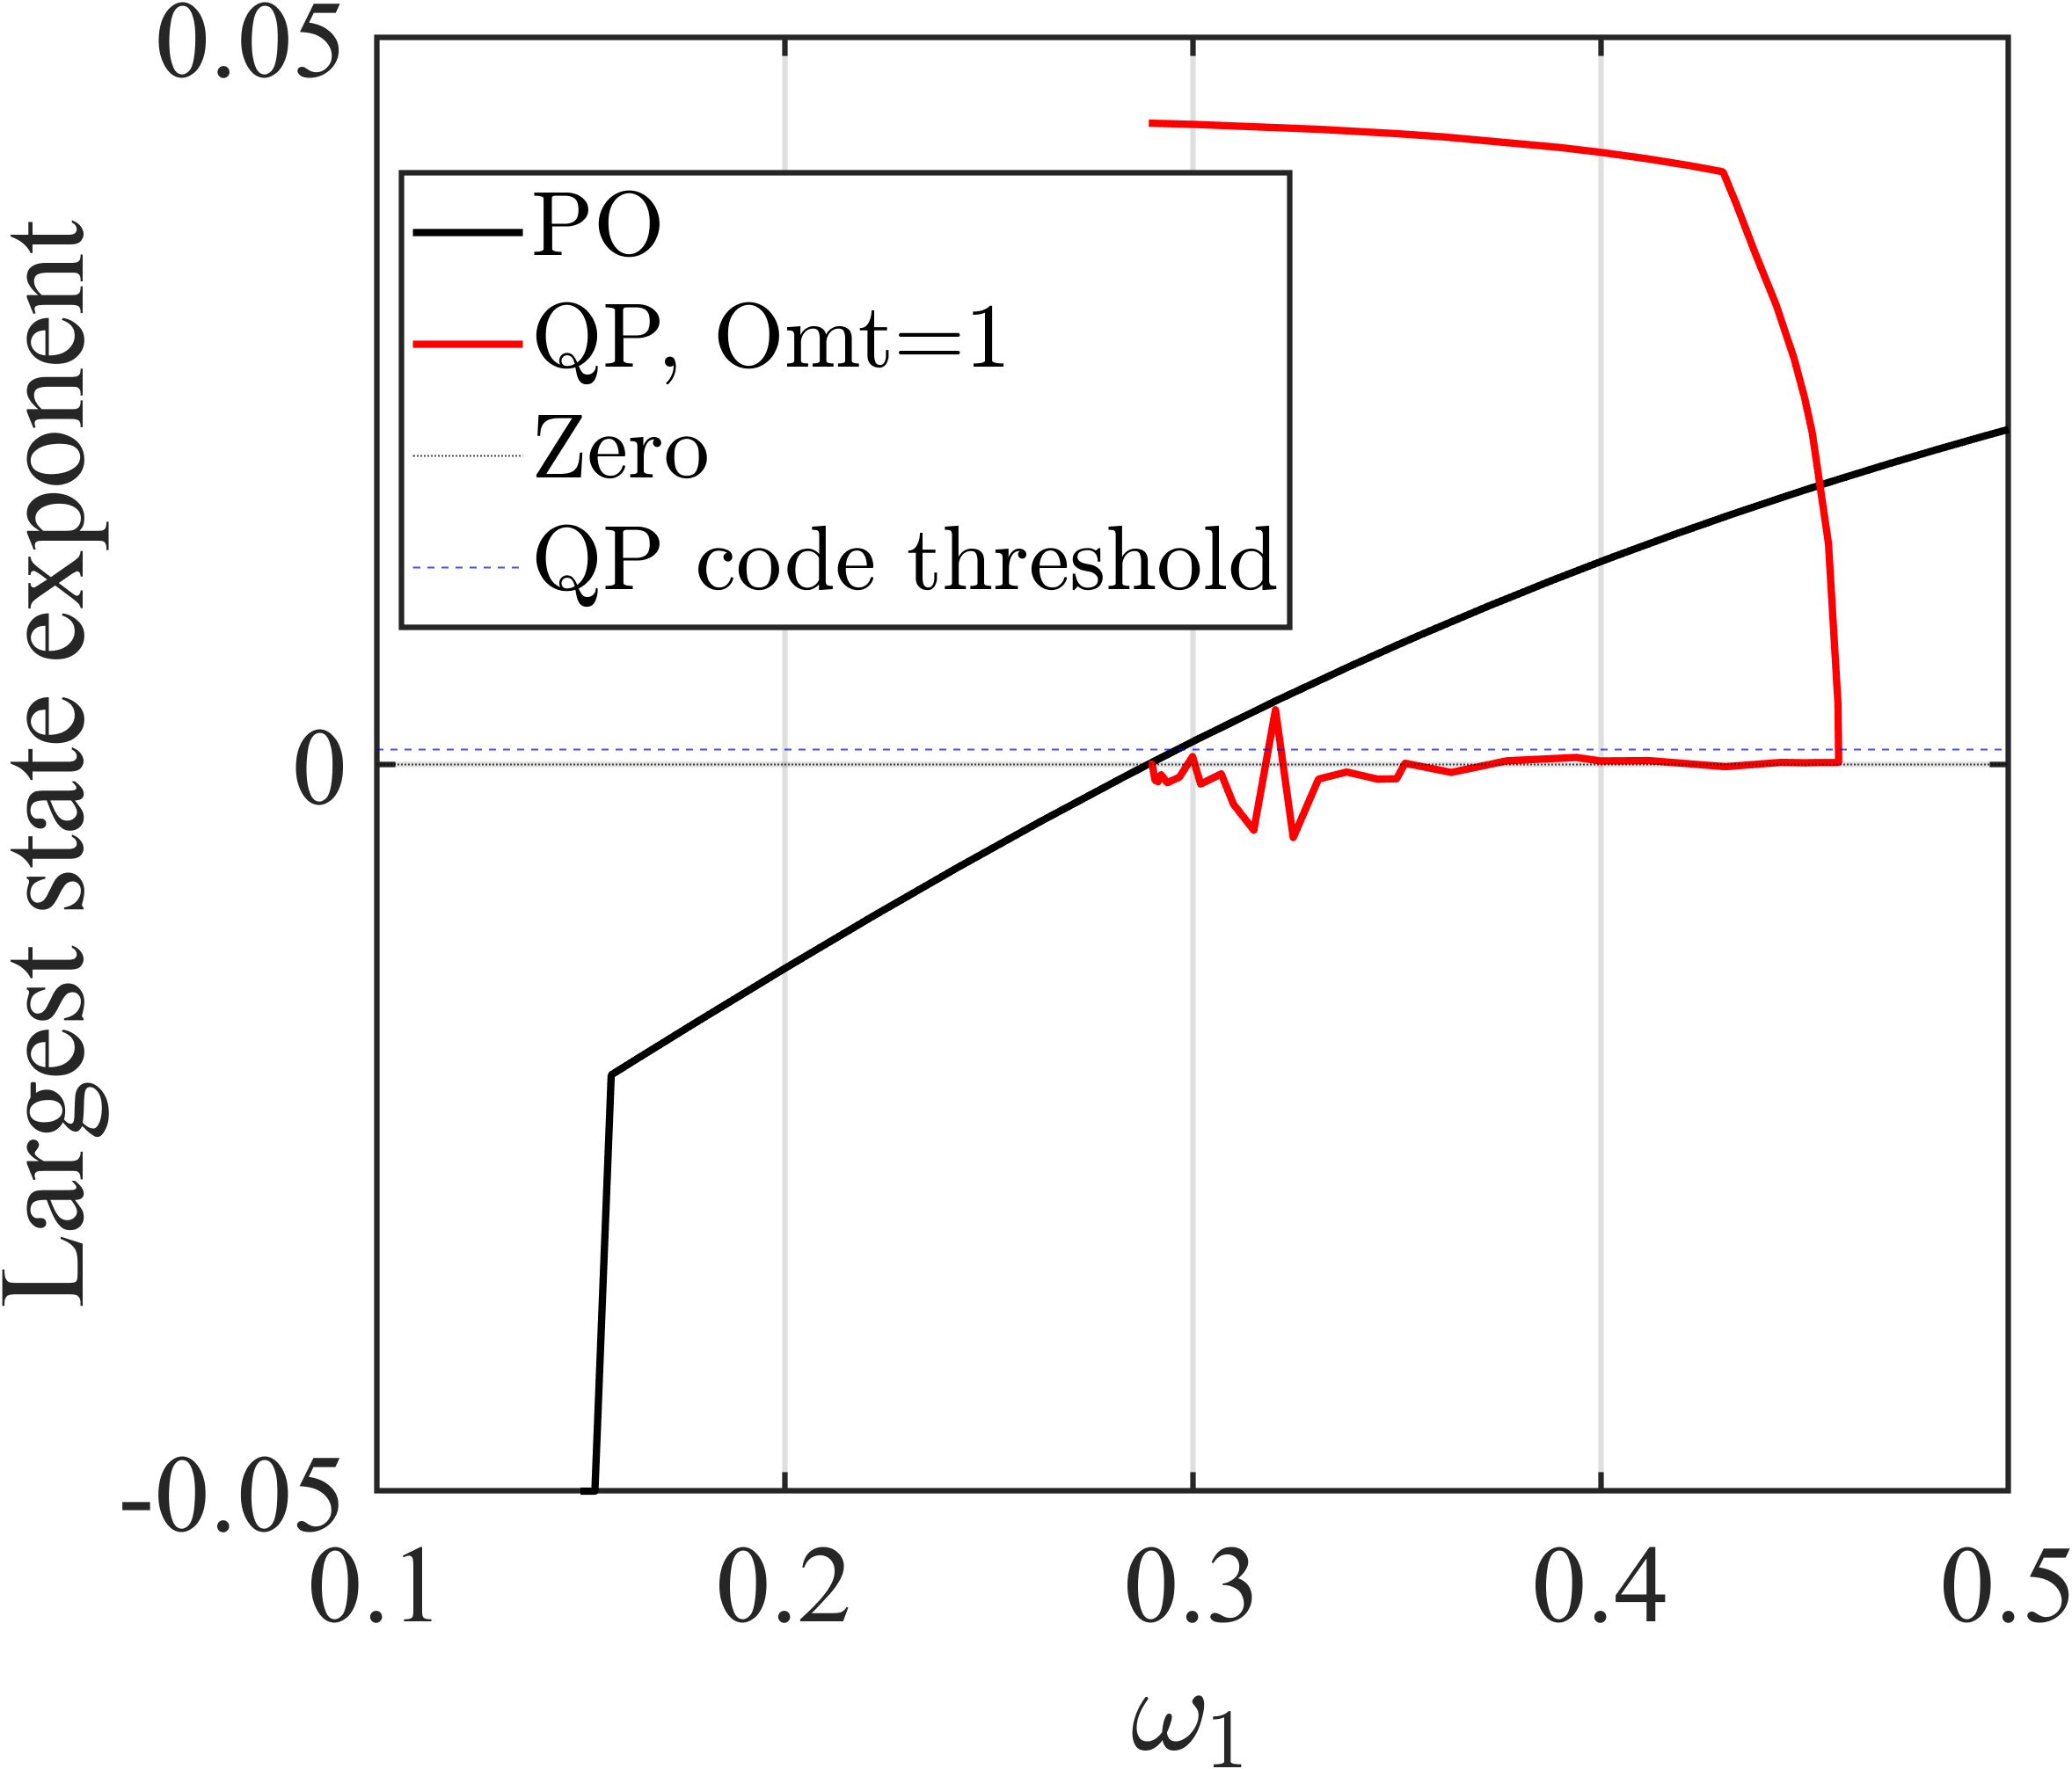 0.05
Largest state exponent
PO
QP, Omt=1
Zero
QP code threshold
0
-0.05
0.1 0.2 0.3 0.4 0.5
ω₁